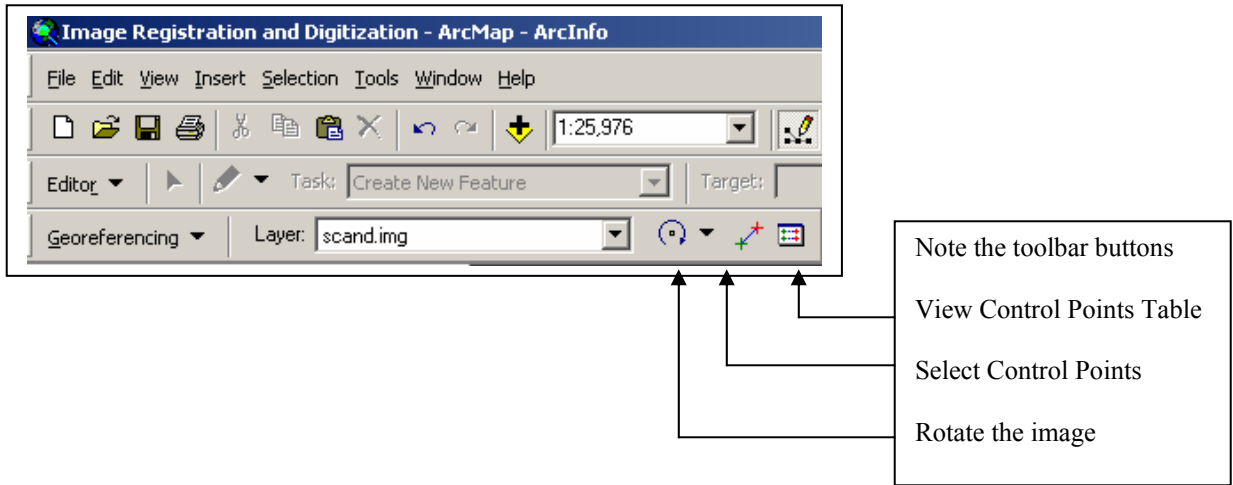 Image Registration and Digitization - ArcMap - ArcInfo
File Edit View Insert Selection Tools Window Help
1:25,976
Editor Task: Create New Feature Target:
Georeferencing Layer: scand.img
Note the toolbar buttons
View Control Points Table
Select Control Points
Rotate the image